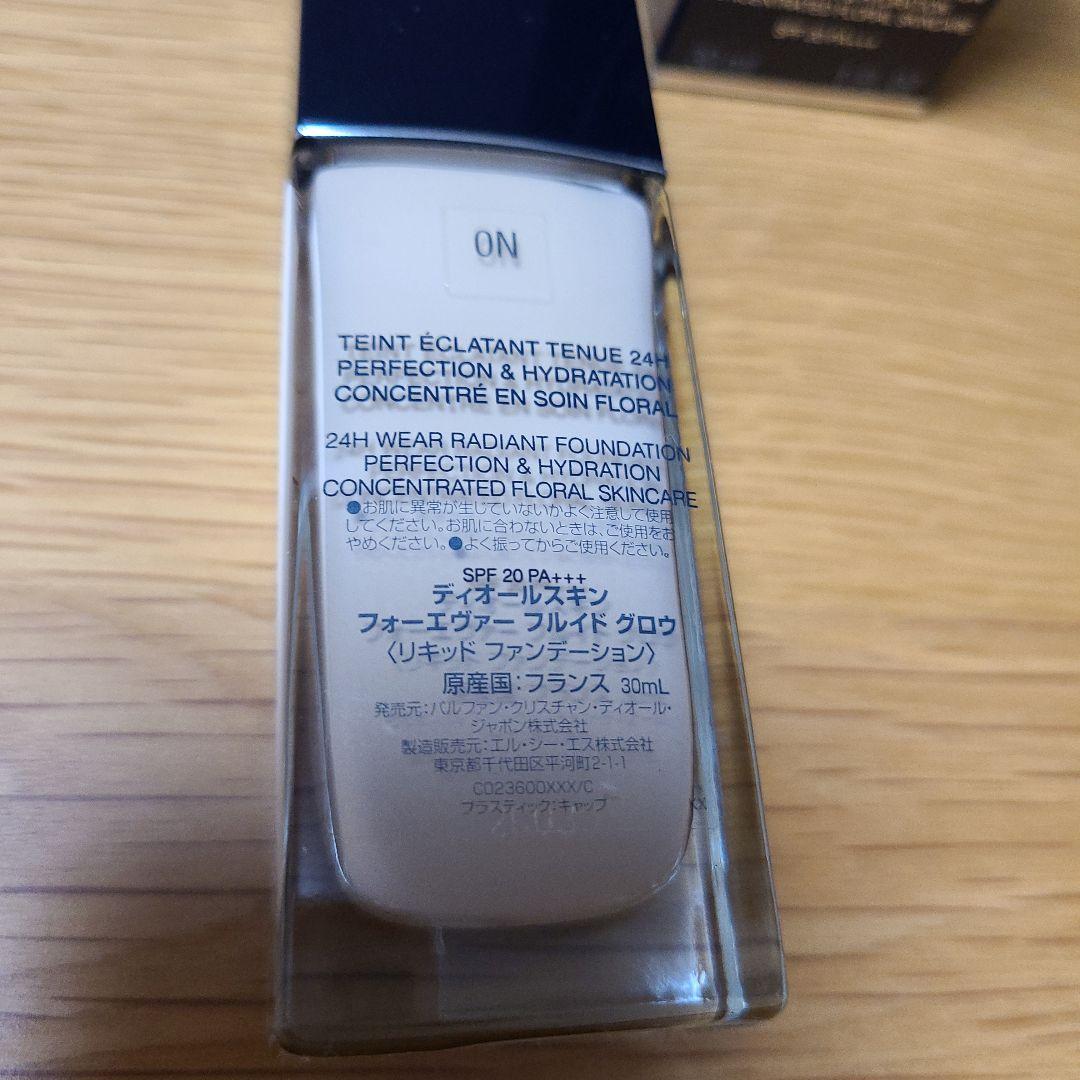 0N
TEINT ÉCLATANT TENUE 24H
PERFECTION & HYDRATATION
CONCENTRÉ EN SOIN FLORAL
24H WEAR RADIANT FOUNDATION
PERFECTION & HYDRATION
CONCENTRATED FLORAL SKINCARE
●お肌に異常が生じていないかよく注意して使用
してください。お肌に合わないときは、ご使用をお
やめください。●よく振ってからご使用ください。
SPF 20 PA+++
ディオールスキン
フォーエヴァー フルイド グロウ
〈リキッド ファンデーション〉
原産国:フランス 30mL
発売元:パルファン・クリスチャン・ディオール・
ジャポン株式会社
製造販売元:エル・シー・エス株式会社
東京都千代田区平河町2-1-1
C023600XXX/C
プラスティック:キャップ